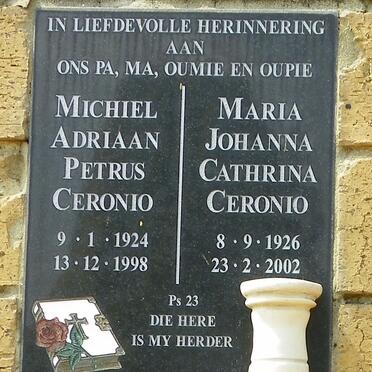 IN LIEFDEVOLLE HERINNERING
AAN
ONS PA, MA, OUMIE EN OUPIE
MICHIEL
ADRIAAN
PETRUS
CERONIO
9 · 1 · 1924
13 · 12 · 1998
MARIA
JOHANNA
CATHRINA
CERONIO
8 · 9 · 1926
23 · 2 · 2002
Ps 23
DIE HERE
IS MY HERDER